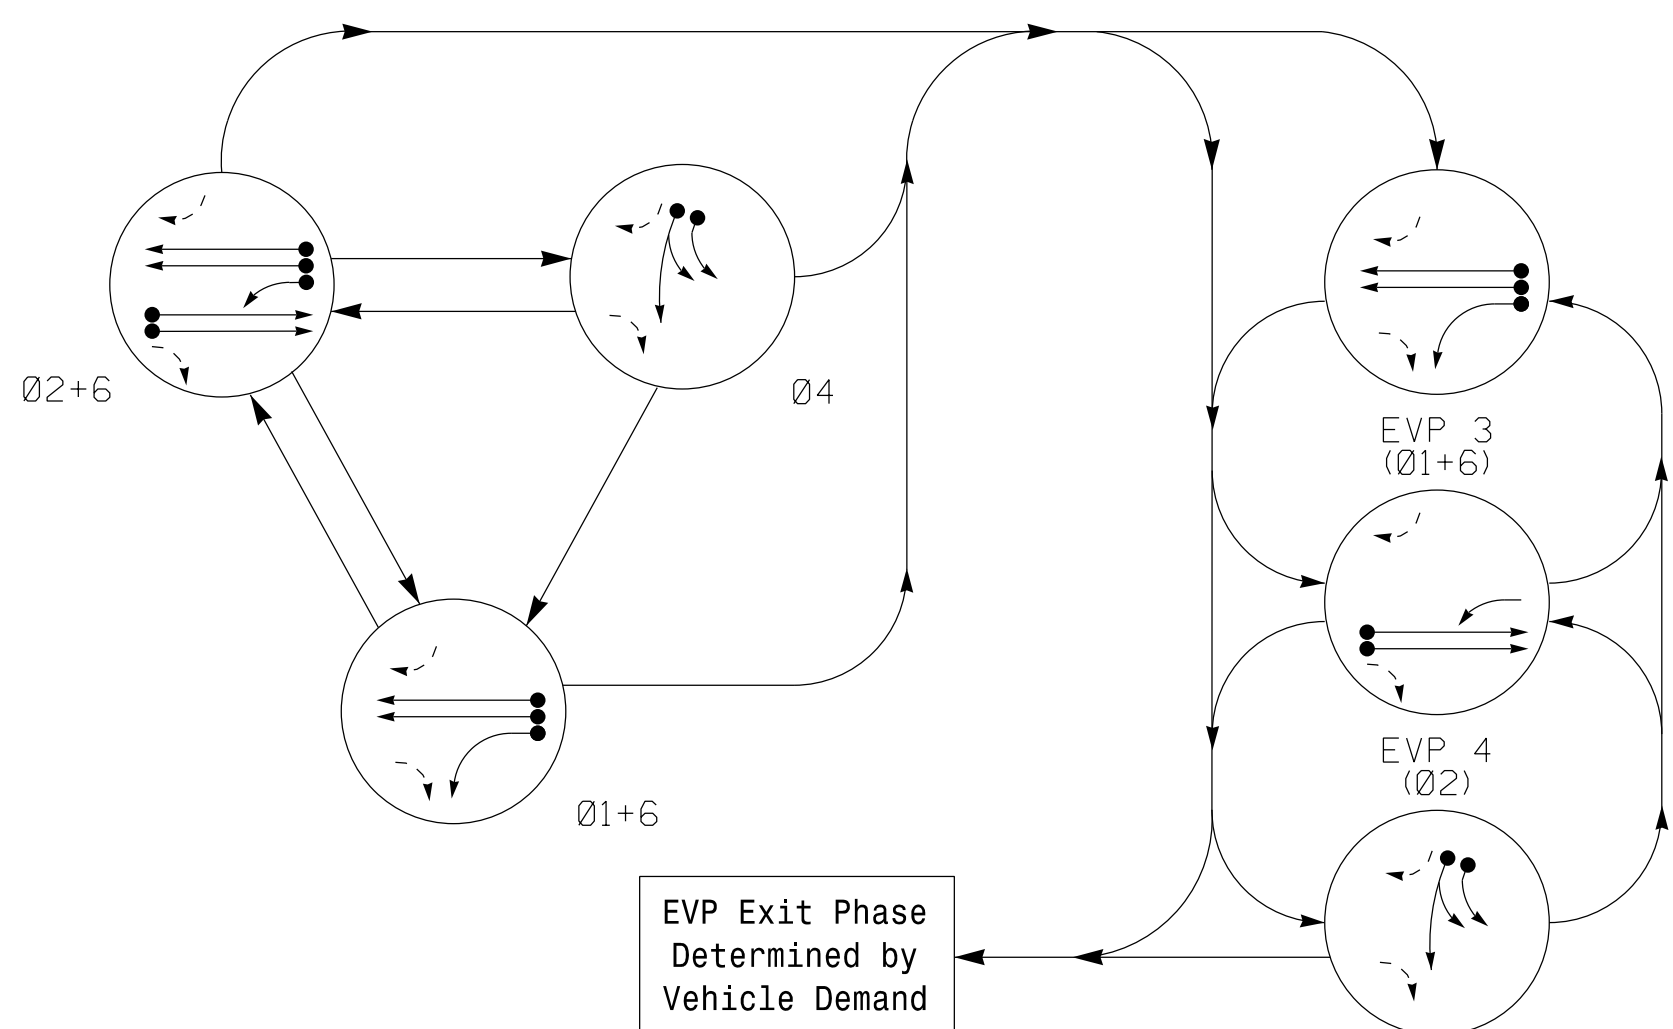 Ø2+6
Ø4
Ø1+6
EVP 3
(Ø1+6)
EVP 4
(Ø2)
EVP Exit Phase
Determined by
Vehicle Demand